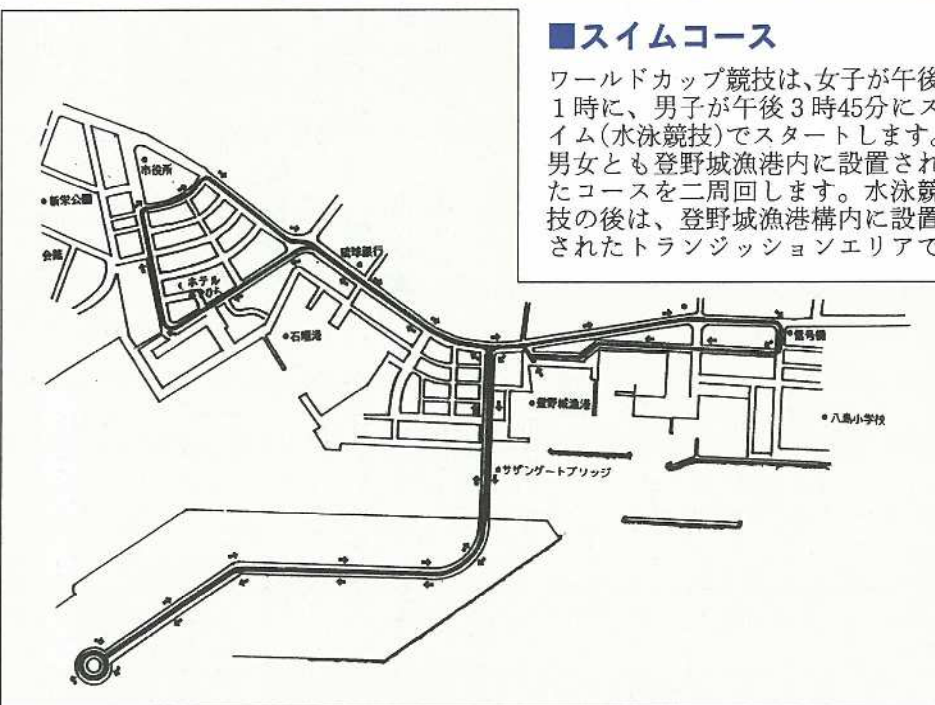 ■スイムコース
ワールドカップ競技は、女子が午後
1時に、男子が午後3時45分にス
イム(水泳競技)でスタートします。
男女とも登野城漁港内に設置され
たコースを二周回します。水泳競
技の後は、登野城漁港構内に設置
されたトランジッションエリアで
市役所
新栄公園
会館
琉球銀行
ホテル
石垣港
信号機
登野城漁港
八島小学校
サザンゲートブリッジ